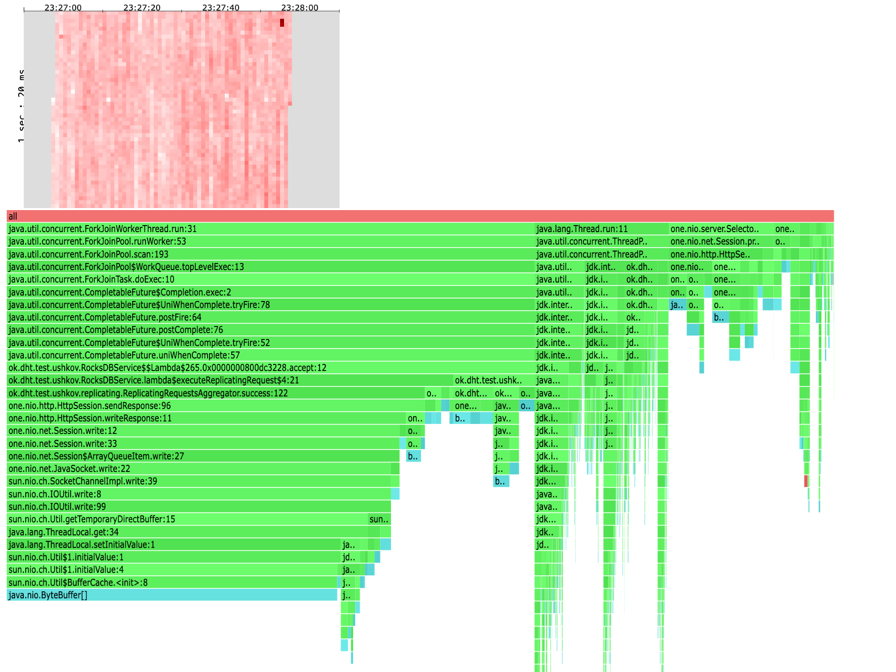 23:27:00 23:27:20 23:27:40 23:28:00
1 sec : 20 ms
all
java.util.concurrent.ForkJoinWorkerThread.run:31 java.lang.Thread.run:11 one.nio.server.Selecto.. one..
java.util.concurrent.ForkJoinPool.runWorker:53 java.util.concurrent.ThreadP.. one.nio.net.Session.pr.. o..
java.util.concurrent.ForkJoinPool.scan:193 java.util.concurrent.ThreadP.. one.nio.http.HttpSe..
java.util.concurrent.ForkJoinPool$WorkQueue.topLevelExec:13 java.util.. jdk.int.. ok.dh.. one.nio.. one...
java.util.concurrent.ForkJoinTask.doExec:10 java.util.. jdk.i.. ok.dh.. on.. o.. one...
java.util.concurrent.CompletableFuture$Completion.exec:2 java.util.. jdk.i.. ok.dh.. on.. o.. one...
java.util.concurrent.CompletableFuture$UniWhenComplete.tryFire:78 jdk.inter.. jdk.i.. ok.dh.. ja.. o.. o..
java.util.concurrent.CompletableFuture.postFire:64 jdk.inter.. jdk.i.. ok.. o.. b..
java.util.concurrent.CompletableFuture.postComplete:76 jdk.inte.. jdk.i.. jd.. o..
java.util.concurrent.CompletableFuture$UniWhenComplete.tryFire:52 jdk.inte.. jdk.i.. jd..
java.util.concurrent.CompletableFuture.uniWhenComplete:57 jdk.inte.. jdk.i.. jd..
ok.dht.test.ushkov.RocksDBService$$Lambda$265.0x0000000800dc3228.accept:12 jdk.i.. jd.. j..
ok.dht.test.ushkov.RocksDBService.lambda$executeReplicatingRequest$4:21 ok.dht.test.ushk.. java... j..
ok.dht.test.ushkov.replicating.ReplicatingRequestsAggregator.success:122 o.. ok.dht... ok... o.. java... j..
one.nio.http.HttpSession.sendResponse:96 one... jav.. o.. java... j..
one.nio.http.HttpSession.writeResponse:11 on.. b.. jav.. jdk.i.. j..
one.nio.net.Session.write:12 o.. jav.. jdk.i.. j..
one.nio.net.Session.write:33 o.. j.. jdk.i.. j..
one.nio.net.Session$ArrayQueueItem.write:27 b.. j.. jdk.i..
one.nio.net.JavaSocket.write:22 j.. jdk.i..
sun.nio.ch.SocketChannelImpl.write:39 b.. jdk...
sun.nio.ch.IOUtil.write:8 java..
sun.nio.ch.IOUtil.write:99 java..
sun.nio.ch.Util.getTemporaryDirectBuffer:15 sun.. jdk...
java.lang.ThreadLocal.get:34 jdk..
java.lang.ThreadLocal.setInitialValue:1 ja.. jd..
sun.nio.ch.Util$1.initialValue:1 jd..
sun.nio.ch.Util$1.initialValue:4 ja..
sun.nio.ch.Util$BufferCache.<init>:8 j..
java.nio.ByteBuffer[] j..